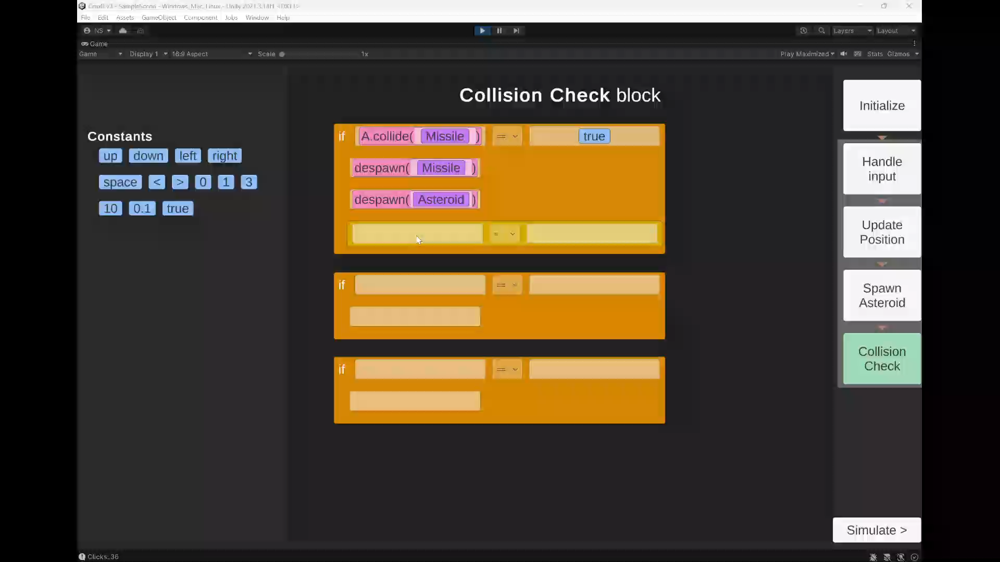 SampleScene - Windows, Mac, Linux - Unity 2021.3.14f1 <DX11>
File Edit Assets GameObject Component Jobs Window Help
NS Layers Layout
Game
Game Display 1 16:9 Aspect Scale 1x Play Maximized Stats Gizmos
Collision Check block
Constants
up down left right
space < > 0 1 3
10 0.1 true
if A.collide( Missile ) == true
despawn( Missile )
despawn( Asteroid )
=
if ==
if ==
Initialize
Handle
input
Update
Position
Spawn
Asteroid
Collision
Check
Simulate >
Clicks: 36